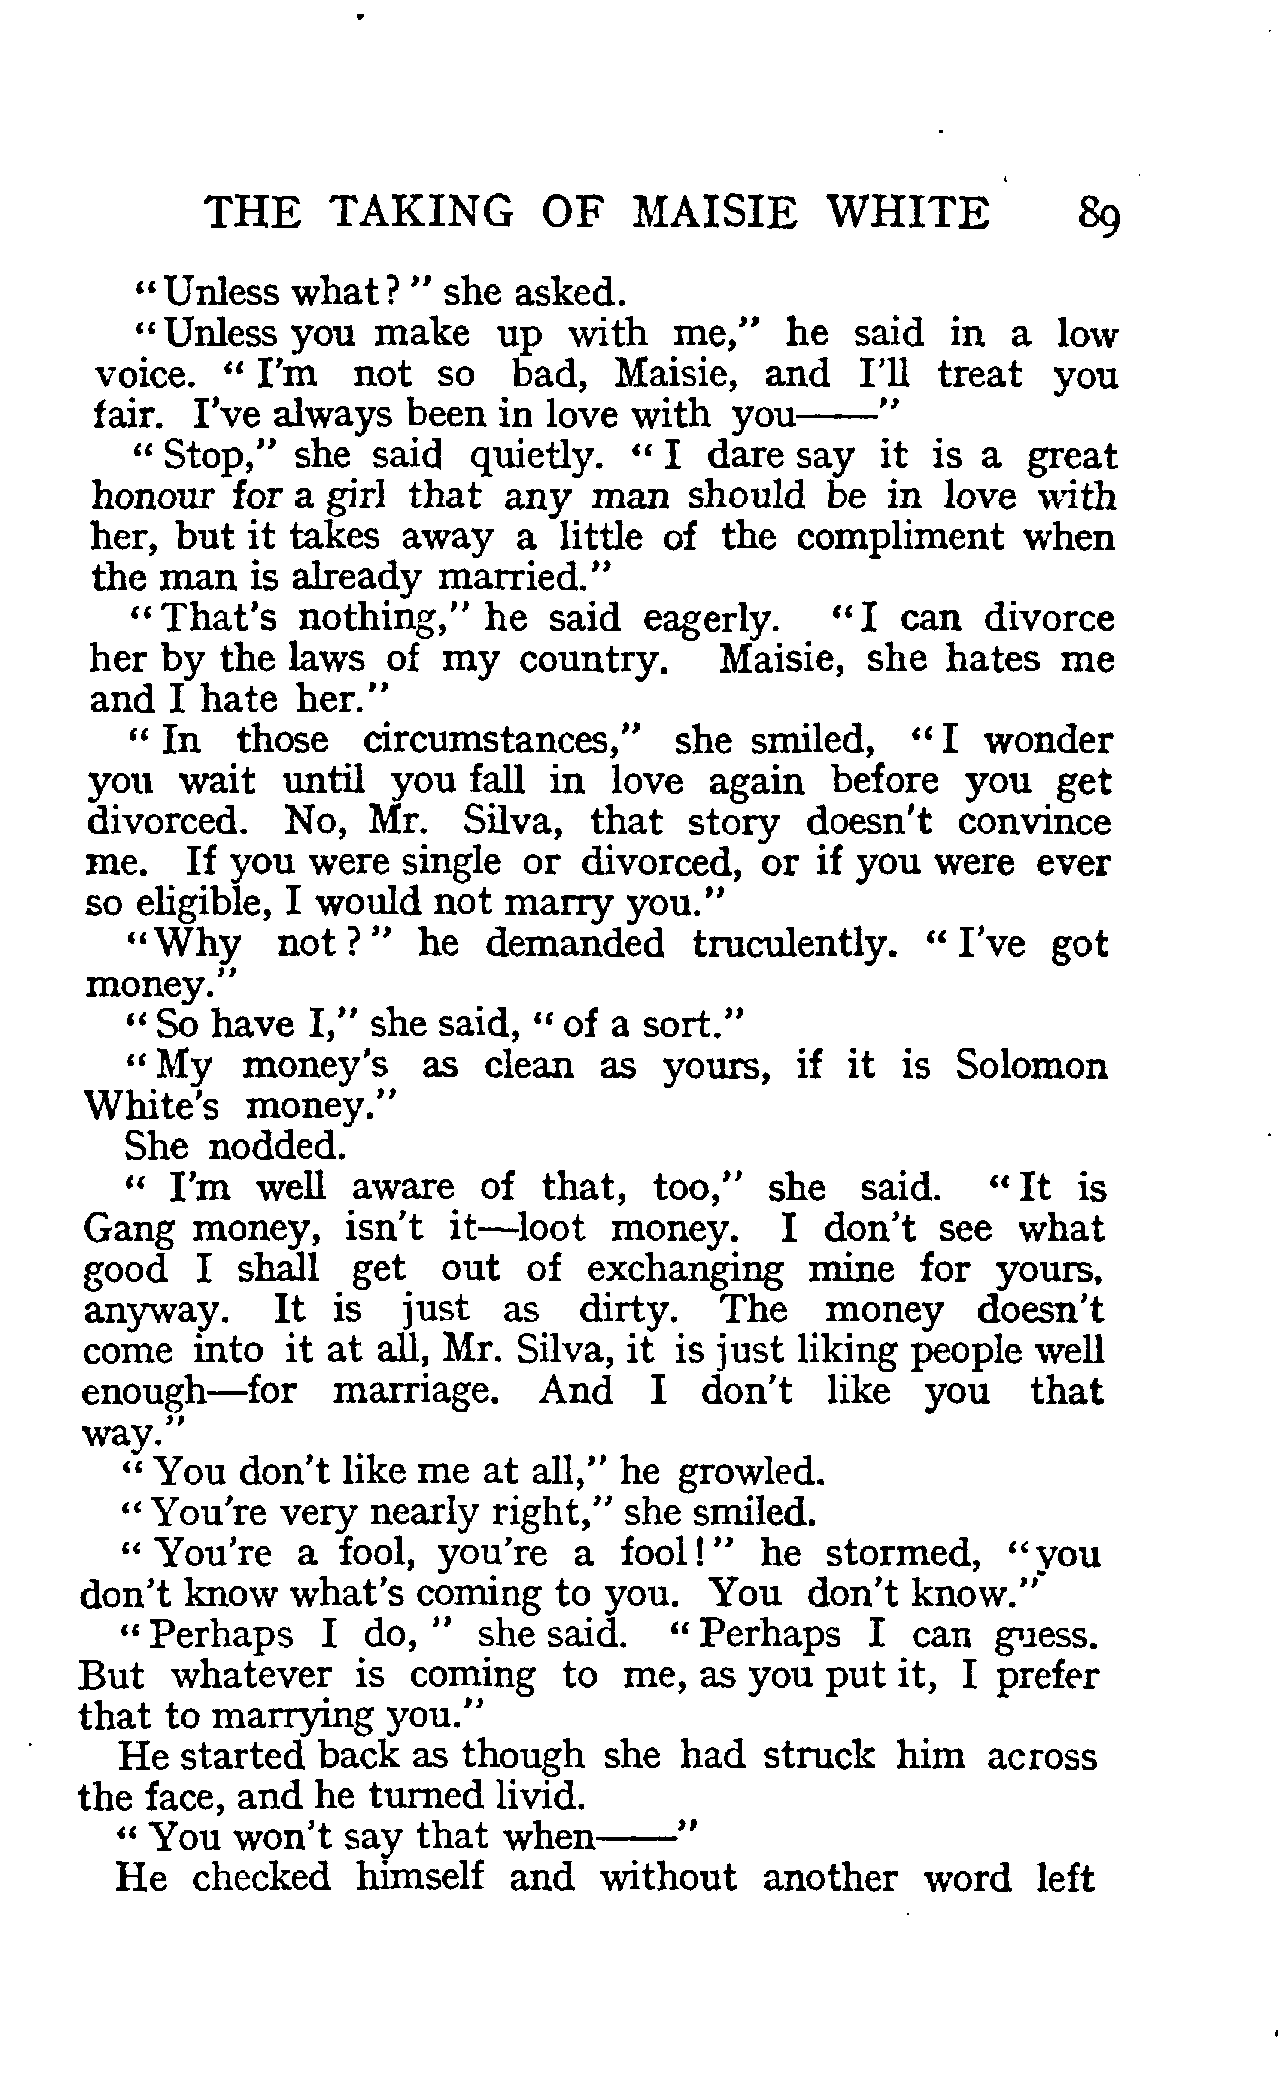 THE TAKING OF MAISIE WHITE 89
“Unless what?” she asked.
“Unless you make up with me,” he said in a low
voice. “I'm not so bad, Maisie, and I'll treat you
fair. I've always been in love with you——”
“Stop,” she said quietly. “I dare say it is a great
honour for a girl that any man should be in love with
her, but it takes away a little of the compliment when
the man is already married.”
“That's nothing,” he said eagerly. “I can divorce
her by the laws of my country. Maisie, she hates me
and I hate her.”
“In those circumstances,” she smiled, “I wonder
you wait until you fall in love again before you get
divorced. No, Mr. Silva, that story doesn't convince
me. If you were single or divorced, or if you were ever
so eligible, I would not marry you.”
“Why not?” he demanded truculently. “I've got
money.”
“So have I,” she said, “of a sort.”
“My money's as clean as yours, if it is Solomon
White's money.”
She nodded.
“I'm well aware of that, too,” she said. “It is
Gang money, isn't it—loot money. I don't see what
good I shall get out of exchanging mine for yours,
anyway. It is just as dirty. The money doesn't
come into it at all, Mr. Silva, it is just liking people well
enough—for marriage. And I don't like you that
way.”
“You don't like me at all,” he growled.
“You're very nearly right,” she smiled.
“You're a fool, you're a fool!” he stormed, “you
don't know what's coming to you. You don't know.”
“Perhaps I do,” she said. “Perhaps I can guess.
But whatever is coming to me, as you put it, I prefer
that to marrying you.”
He started back as though she had struck him across
the face, and he turned livid.
“You won't say that when——”
He checked himself and without another word left